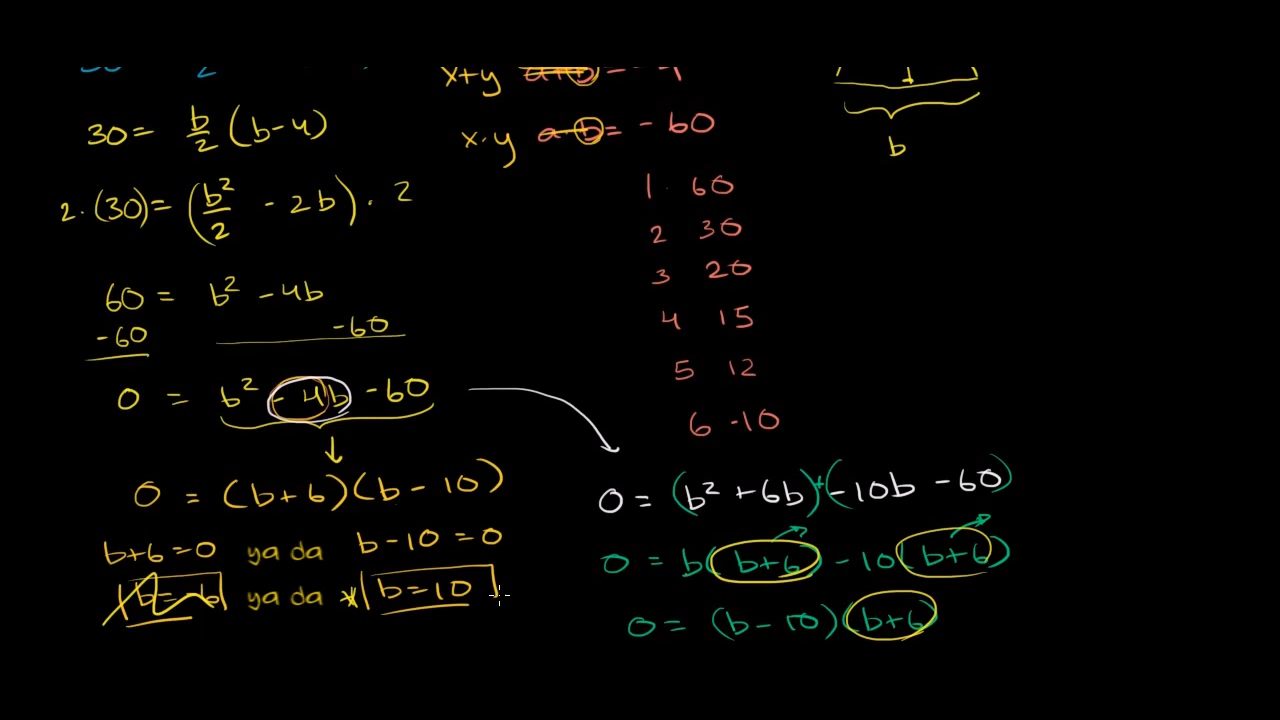 x+y a+b = -4
30 = b/2 (b-4)
x·y a·b = -60
b
2·(30) = (b²/2 - 2b)·2
1 60
2 30
3 20
4 15
5 12
6 -10
60 = b² -4b
-60 -60
0 = b² -4b -60
0 = (b+6)(b-10)
b+6=0 ya da b-10=0
b=-6 ya da * b=10
0 = (b²+6b)+(-10b -60)
0 = b(b+6) -10(b+6)
0 = (b-10)(b+6)